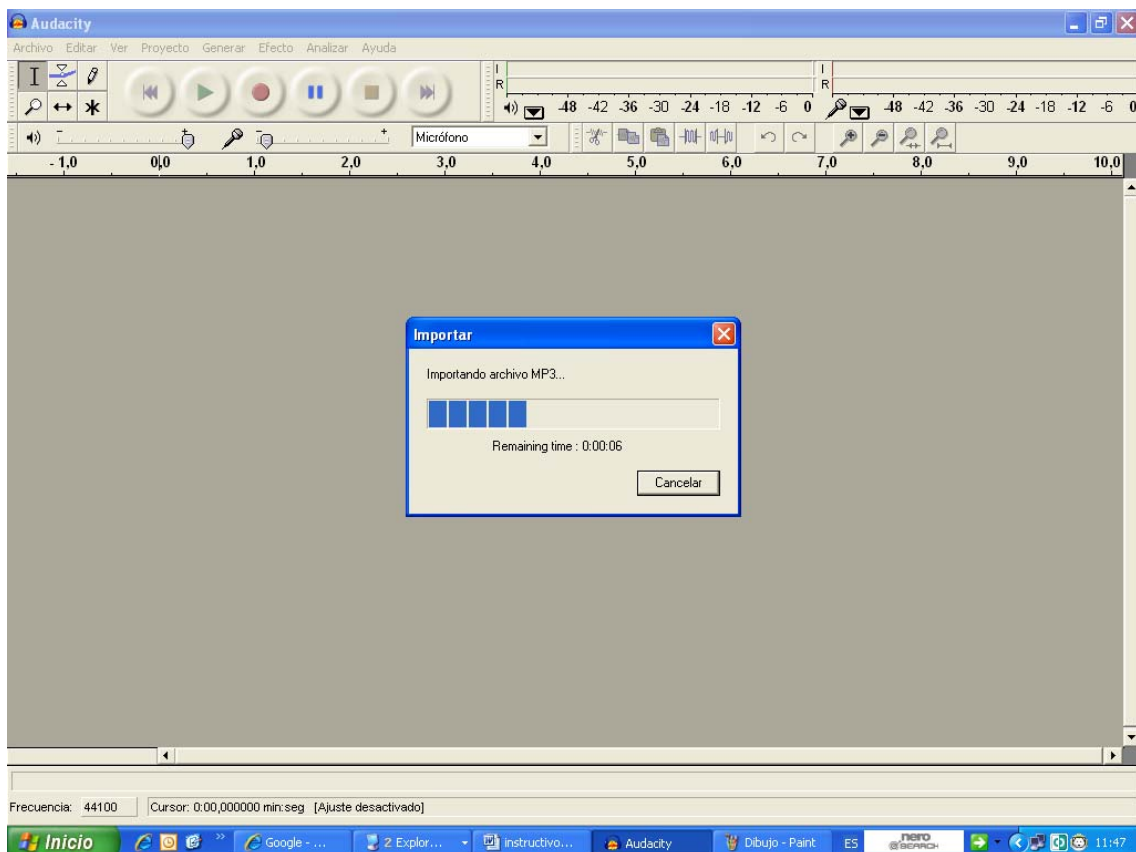 Audacity
Archivo Editar Ver Proyecto Generar Efecto Analizar Ayuda
I
R
-48 -42 -36 -30 -24 -18 -12 -6 0
I
R
-48 -42 -36 -30 -24 -18 -12 -6 0
Micrófono
- 1,0 0,0 1,0 2,0 3,0 4,0 5,0 6,0 7,0 8,0 9,0 10,0
Importar
Importando archivo MP3...
Remaining time : 0:00:06
Cancelar
Frecuencia: 44100 Cursor: 0:00,000000 min:seg [Ajuste desactivado]
Inicio Google - ... 2 Explor... instructivo... Audacity Dibujo - Paint ES nero SEARCH 11:47